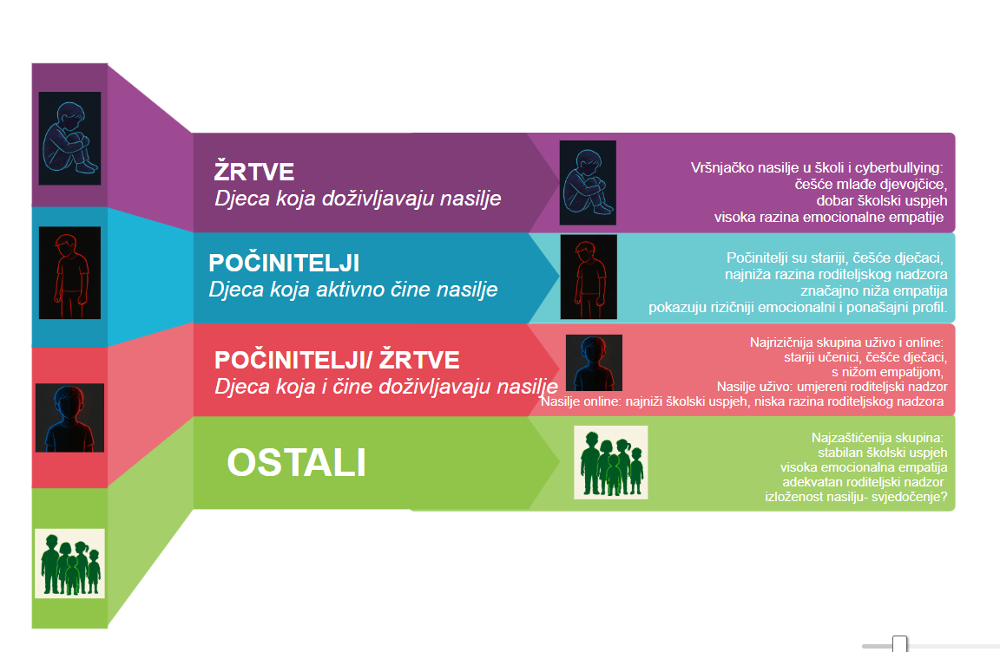 ŽRTVE
Djeca koja doživljavaju nasilje
Vršnjačko nasilje u školi i cyberbullying:
češće mlađe djevojčice,
dobar školski uspjeh
visoka razina emocionalne empatije
POČINITELJI
Djeca koja aktivno čine nasilje
Počinitelji su stariji, češće dječaci,
najniža razina roditeljskog nadzora
značajno niža empatija
pokazuju rizičniji emocionalni i ponašajni profil.
POČINITELJI/ ŽRTVE
Djeca koja i čine doživljavaju nasilje
Najrizičnija skupina uživo i online:
stariji učenici, češće dječaci,
s nižom empatijom,
Nasilje uživo: umjereni roditeljski nadzor
Nasilje online: najniži školski uspjeh, niska razina roditeljskog nadzora
OSTALI
Najzaštićenija skupina:
stabilan školski uspjeh
visoka emocionalna empatija
adekvatan roditeljski nadzor
izloženost nasilju- svjedočenje?